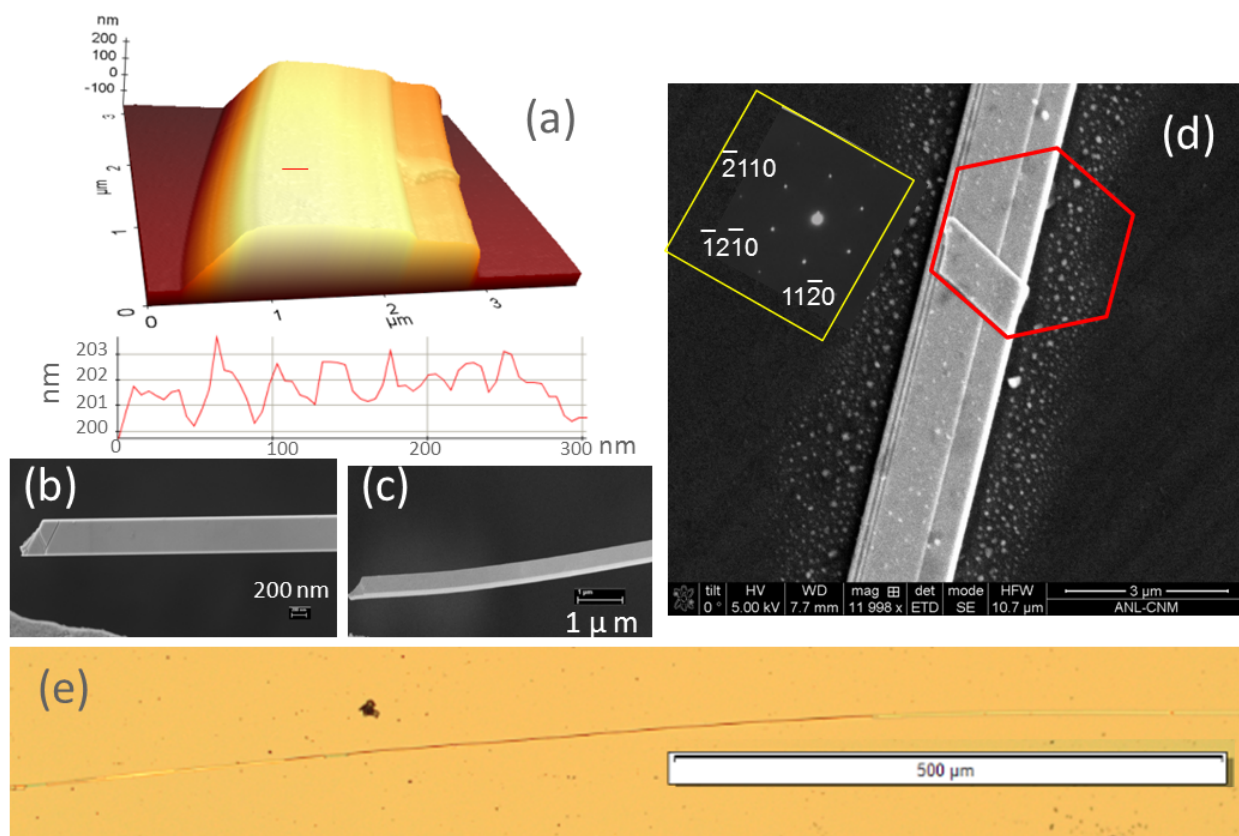 nm
200
100
0
-100
3
2
μm
1
0
0
1
2
μm
3
(a)
nm
203
202
201
200
0
100
200
300
nm
(b)
200 nm
(c)
1 µm
1 μ m
(d)
2̅110
1̅21̅0
112̅0
tilt HV WD mag ⊞ det mode HFW
0 ° 5.00 kV 7.7 mm 11 998 x ETD SE 10.7 µm
3 µm
ANL-CNM
(e)
500 µm